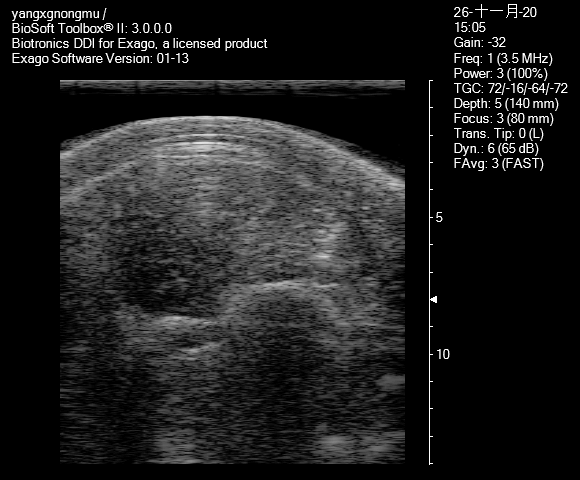 yangxgnongmu /
BioSoft Toolbox® II: 3.0.0.0
Biotronics DDI for Exago, a licensed product
Exago Software Version: 01-13
26-十一月-20
15:05
Gain: -32
Freq: 1 (3.5 MHz)
Power: 3 (100%)
TGC: 72/-16/-64/-72
Depth: 5 (140 mm)
Focus: 3 (80 mm)
Trans. Tip: 0 (L)
Dyn.: 6 (65 dB)
FAvg: 3 (FAST)
5
10